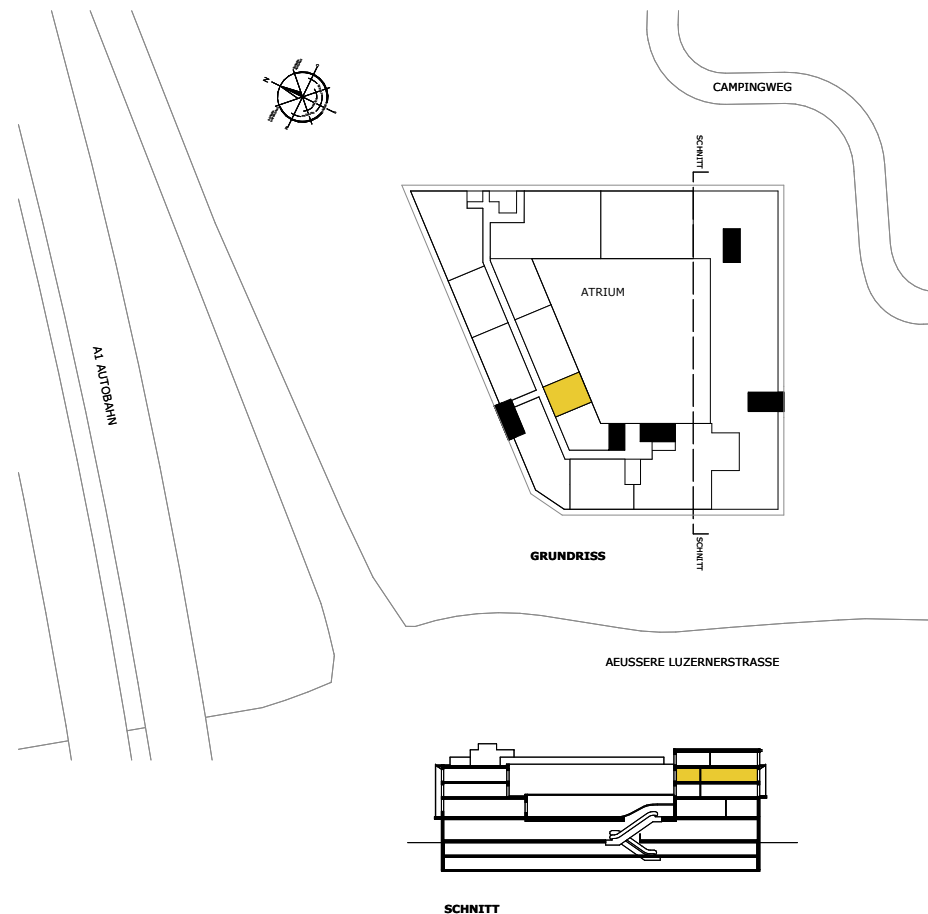 CAMPINGWEG
N
SCHNITT
ATRIUM
A1 AUTOBAHN
GRUNDRISS
SCHNITT
AEUSSERE LUZERNERSTRASSE
SCHNITT